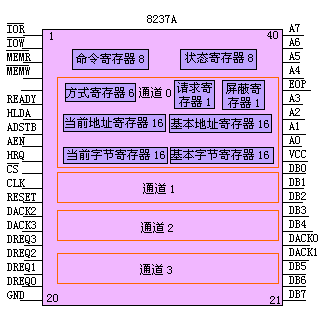 8237A
1
40
IOR
IOW
MEMR
MEMW
READY
HLDA
ADSTB
AEN
HRQ
CS
CLK
RESET
DACK2
DACK3
DREQ3
DREQ2
DREQ1
DREQ0
GND
命令寄存器 8
状态寄存器 8
方式寄存器 6
通道 0
请求寄存器 1
屏蔽寄存器 1
当前地址寄存器 16
基本地址寄存器 16
当前字节寄存器 16
基本字节寄存器 16
通道 1
通道 2
通道 3
20
21
A7
A6
A5
A4
EOP
A3
A2
A1
A0
VCC
DB0
DB1
DB2
DB3
DB4
DACK0
DACK1
DB5
DB6
DB7